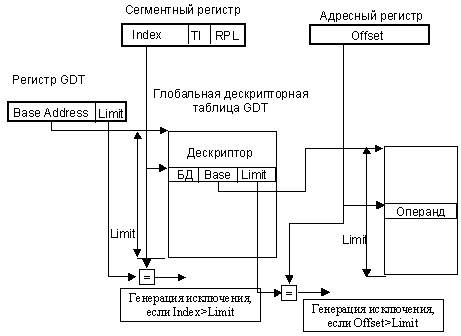 Сегментный регистр
Адресный регистр
Index TI RPL
Offset
Регистр GDT
Глобальная дескрипторная
таблица GDT
Base Address Limit
Дескриптор
БД Base Limit
Операнд
Limit
Limit
=
=
Генерация исключения,
если Index>Limit
Генерация исключения,
если Offset>Limit